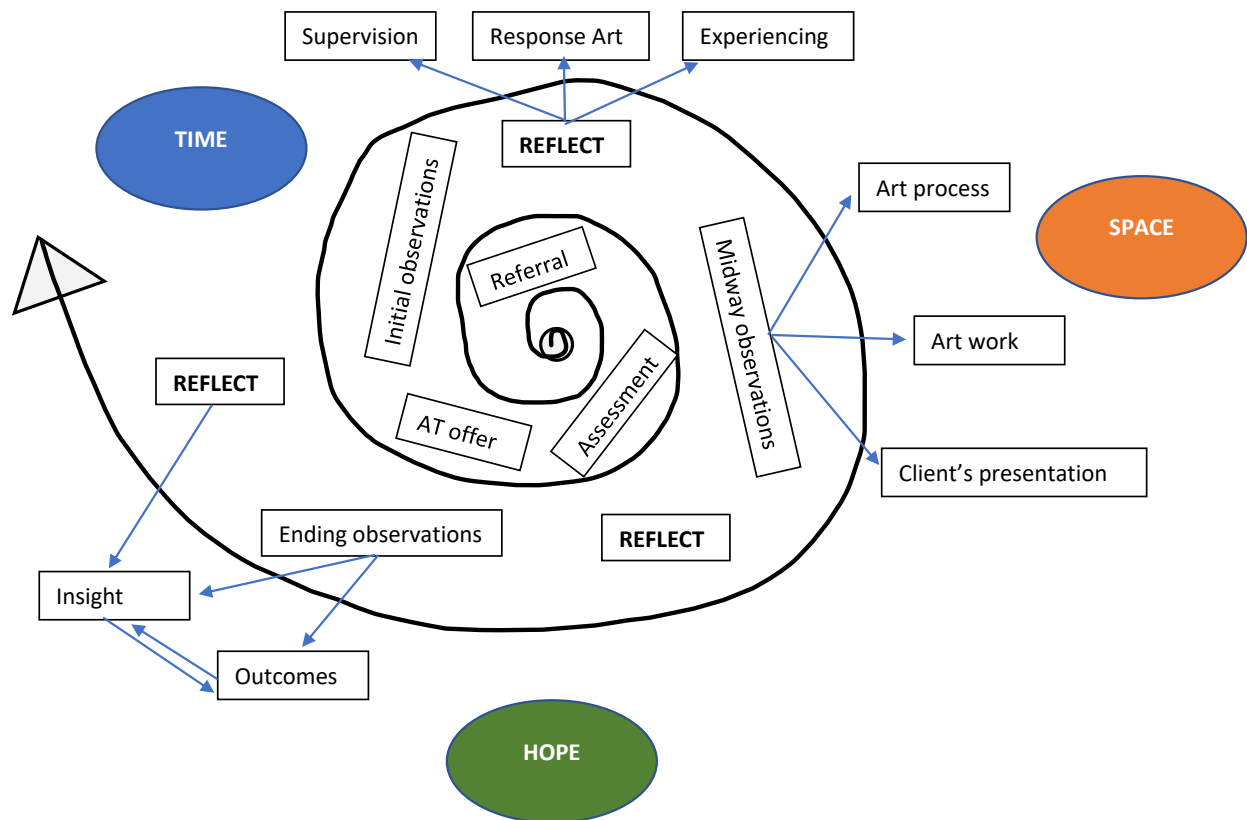 Supervision
Response Art
Experiencing
TIME
REFLECT
Initial observations
Art process
SPACE
Referral
Midway observations
Art work
REFLECT
Assessment
AT offer
Client's presentation
Ending observations
REFLECT
Insight
Outcomes
HOPE